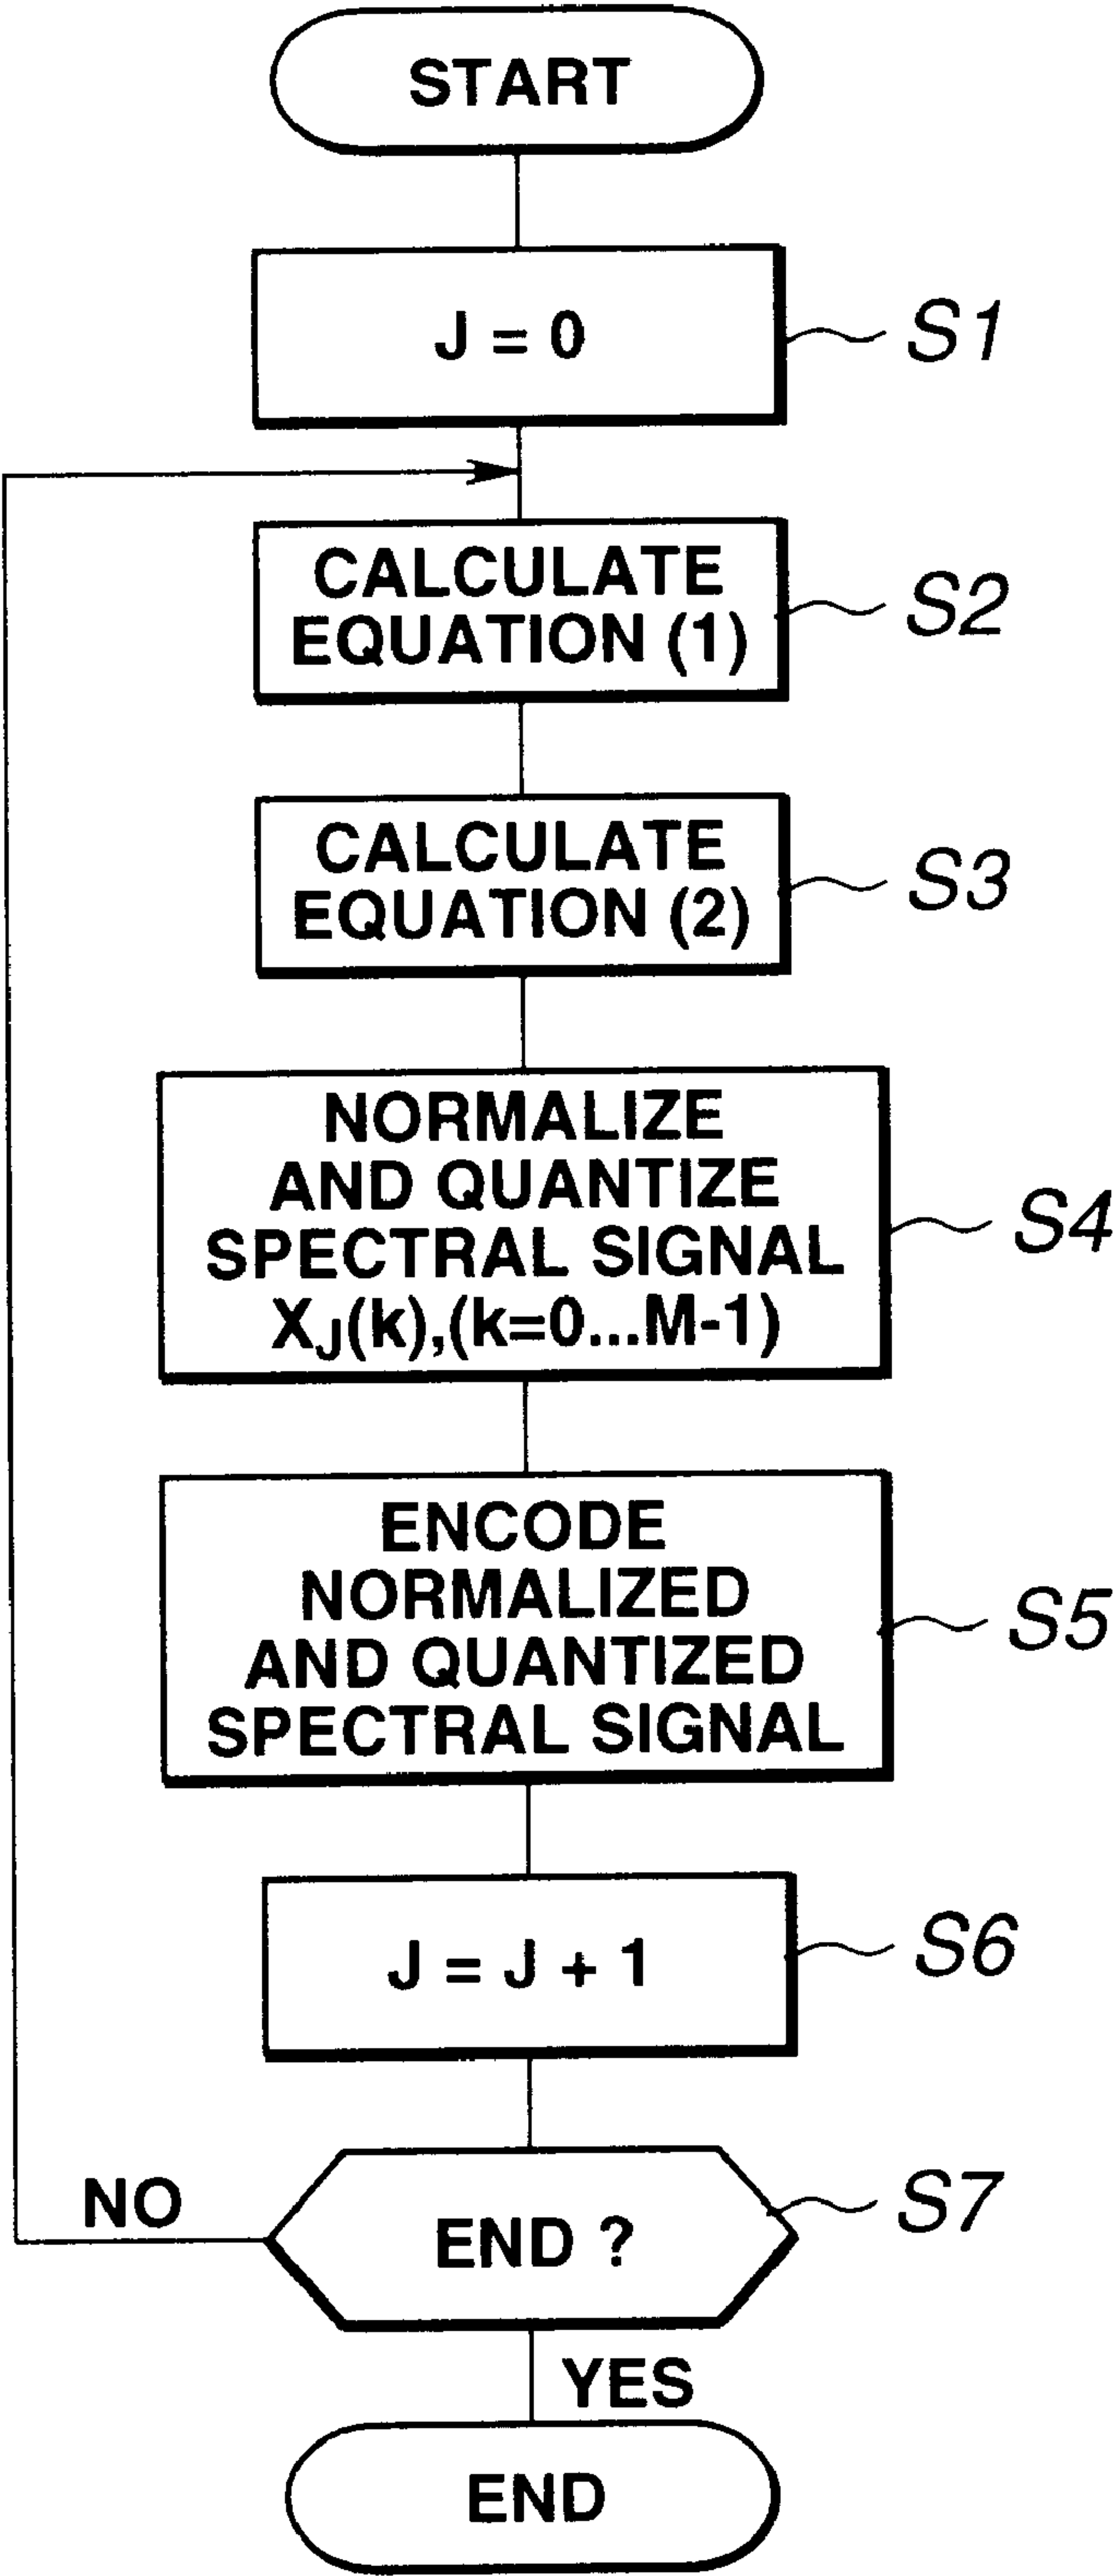 START
J = 0
S1
CALCULATE
EQUATION (1)
S2
CALCULATE
EQUATION (2)
S3
NORMALIZE
AND QUANTIZE
SPECTRAL SIGNAL
XJ(k),(k=0...M-1)
S4
ENCODE
NORMALIZED
AND QUANTIZED
SPECTRAL SIGNAL
S5
J = J + 1
S6
END ?
S7
NO
YES
END